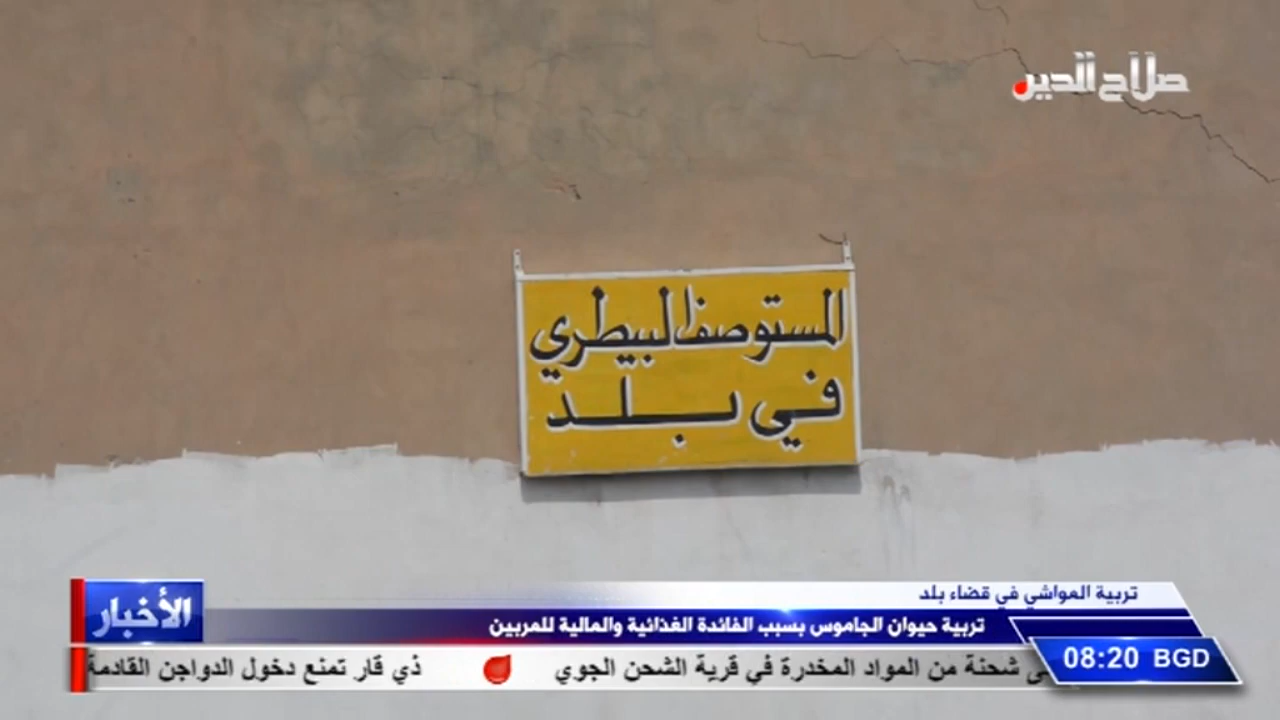 صلاح الدين
المستوصف البيطري
في بلد
تربية المواشي في قضاء بلد
الأخبار
تربية حيوان الجاموس بسبب الفائدة الغذائية والمالية للمربين
08:20 BGD
شحنة من المواد المخدرة في قرية الشحن الجوي
ذي قار تمنع دخول الدواجن القادمة